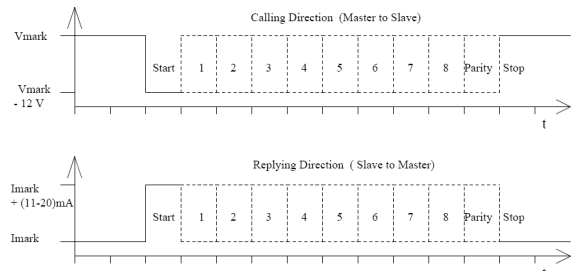 Calling Direction (Master to Slave)
Vmark
Start 1 2 3 4 5 6 7 8 Parity Stop
Vmark
- 12 V
t
Replying Direction ( Slave to Master)
Imark
+ (11-20)mA
Start 1 2 3 4 5 6 7 8 Parity Stop
Imark
t